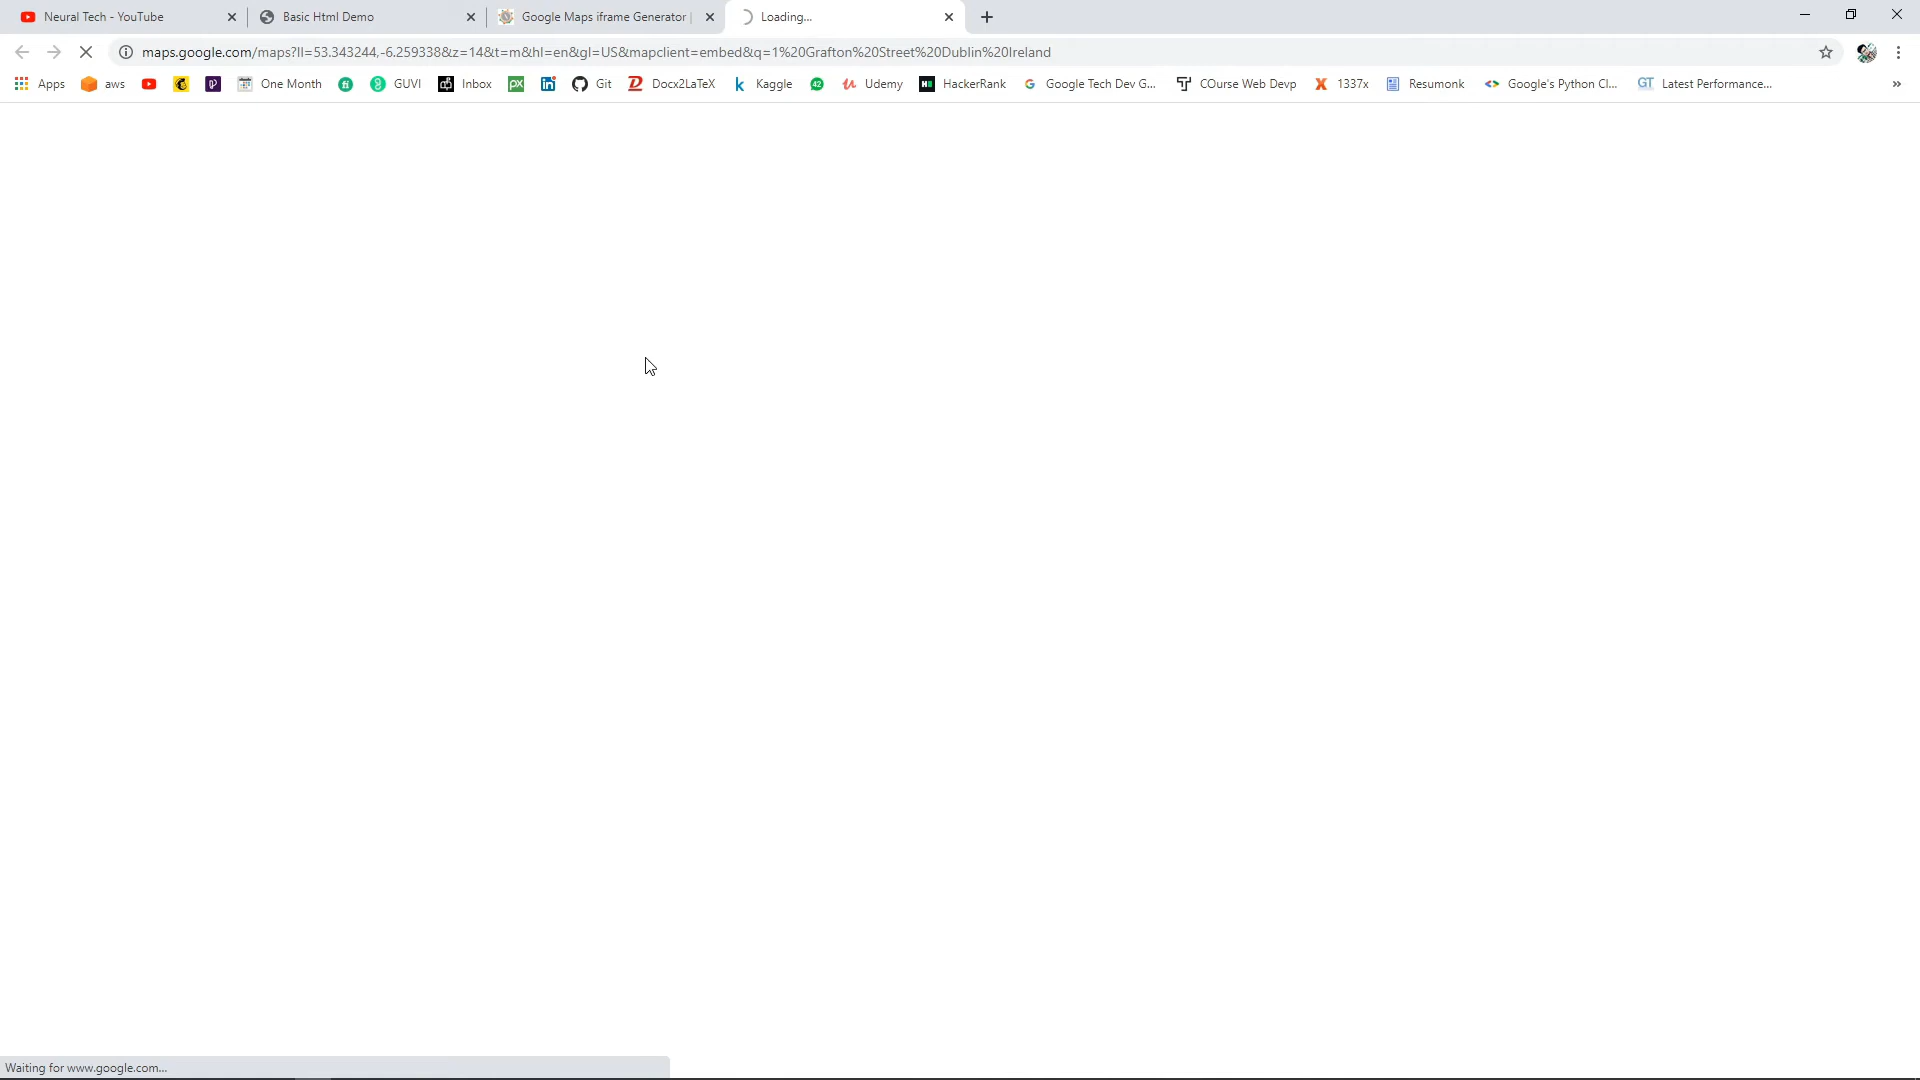 Neural Tech - YouTube
Basic Html Demo
Google Maps iframe Generator |
Loading...
maps.google.com/maps?ll=53.343244,-6.259338&z=14&t=m&hl=en&gl=US&mapclient=embed&q=1%20Grafton%20Street%20Dublin%20Ireland
Apps aws One Month GUVI Inbox Git Docx2LaTeX Kaggle 42 Udemy HackerRank Google Tech Dev G... COurse Web Devp 1337x Resumonk Google's Python Cl... Latest Performance... »
Waiting for www.google.com...